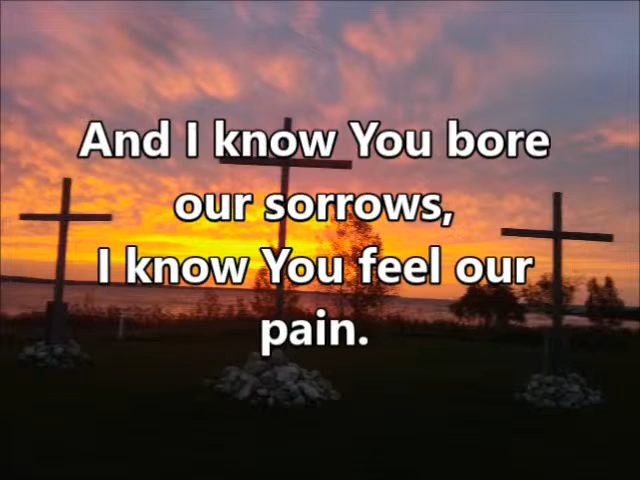 And I know You bore
our sorrows,
I know You feel our
pain.